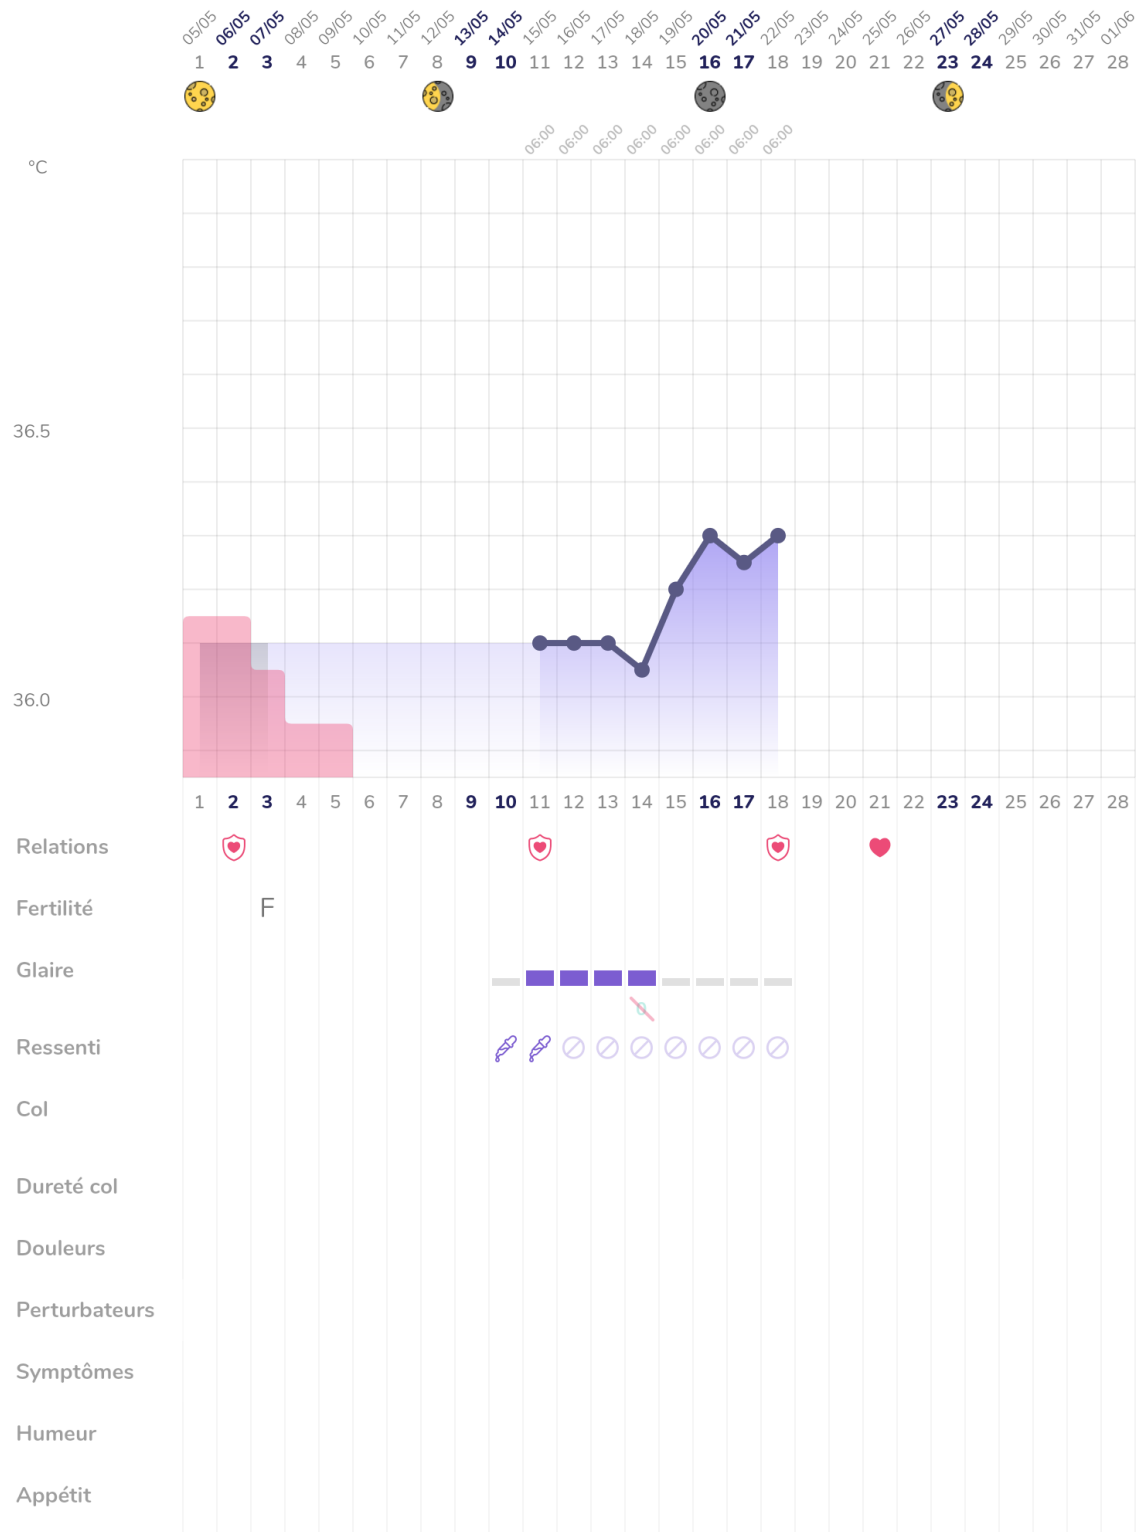 05/05 06/05 07/05 08/05 09/05 10/05 11/05 12/05 13/05 14/05 15/05 16/05 17/05 18/05 19/05 20/05 21/05 22/05 23/05 24/05 25/05 26/05 27/05 28/05 29/05 30/05 31/05 01/06
1 2 3 4 5 6 7 8 9 10 11 12 13 14 15 16 17 18 19 20 21 22 23 24 25 26 27 28
06:00 06:00 06:00 06:00 06:00 06:00 06:00 06:00
°C
36.5
36.0
1 2 3 4 5 6 7 8 9 10 11 12 13 14 15 16 17 18 19 20 21 22 23 24 25 26 27 28
Relations
Fertilité F
Glaire
Ressenti
Col
Dureté col
Douleurs
Perturbateurs
Symptômes
Humeur
Appétit